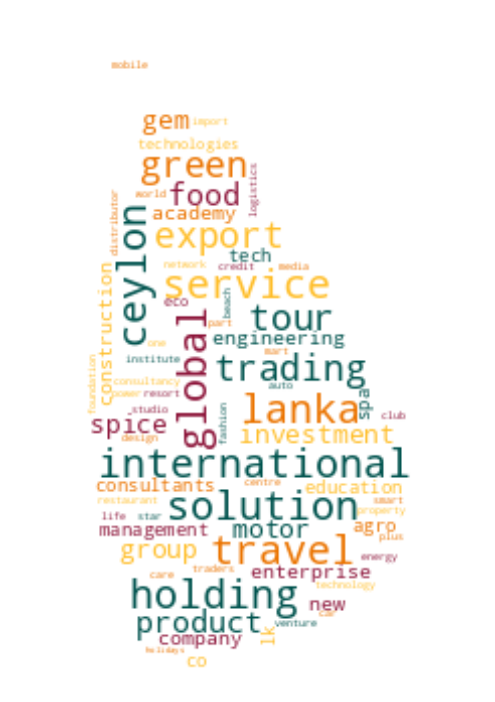 mobile
gem
import
technologies
green
world
food
logistics
distributor
academy
ceylon
export
tech
network
credit
media
service
eco
beach
construction
global
part
tour
engineering
one
mart
institute
trading
foundation
consultancy
auto
power
resort
spa
lanka
studio
fashion
club
spice
design
investment
international
consultants
centre
education
restaurant
solution
smart
property
life
star
management
motor
agro
plus
group
travel
energy
care
traders
enterprise
technology
holding
new
car
product
venture
company
lk
holidays
co